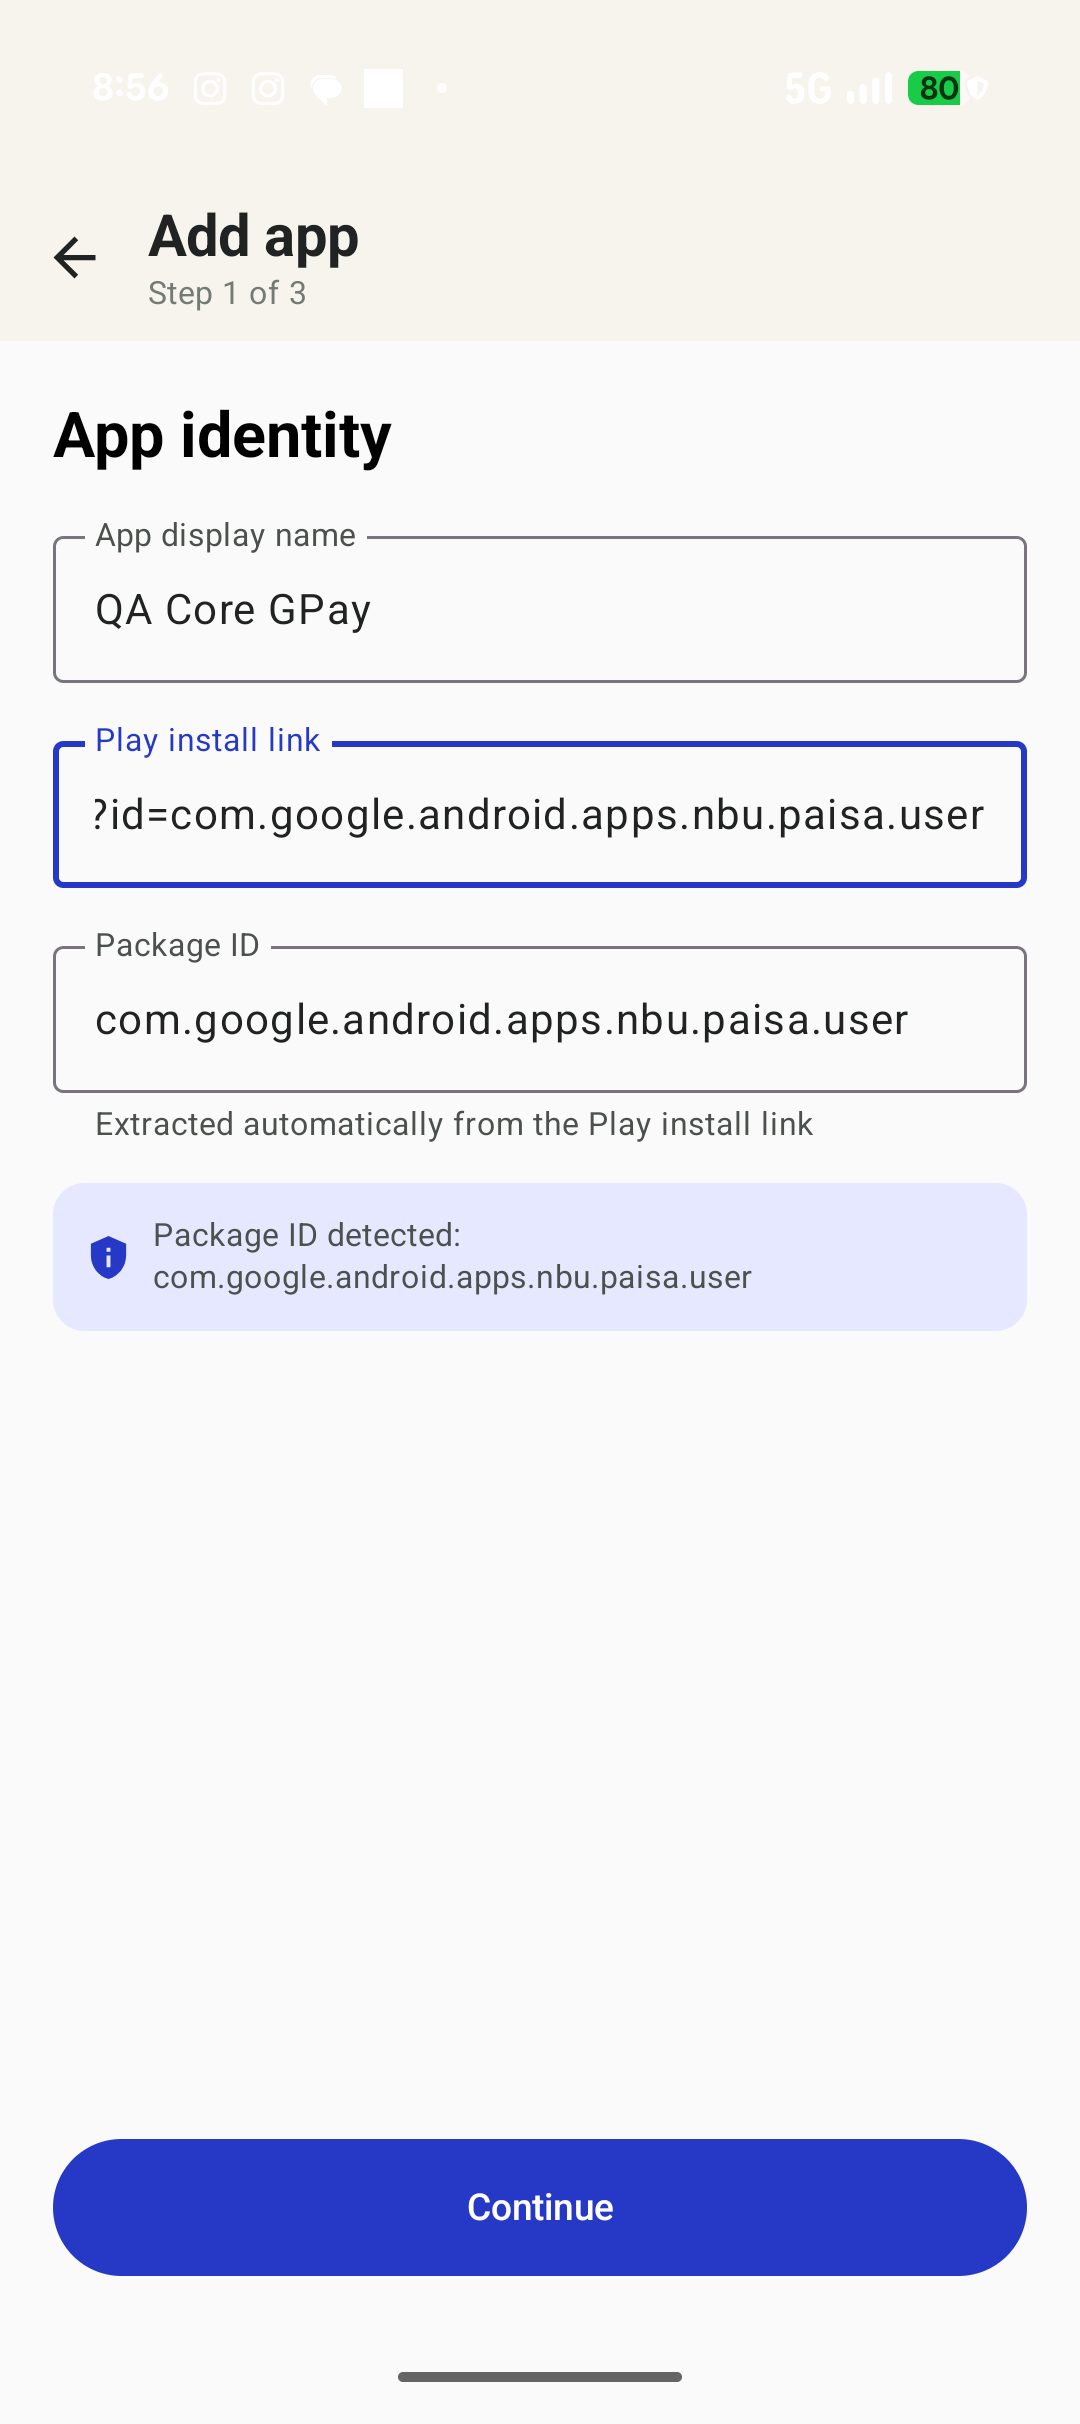 8:56 5G 80
Add app
Step 1 of 3
App identity
App display name
QA Core GPay
Play install link
?id=com.google.android.apps.nbu.paisa.user
Package ID
com.google.android.apps.nbu.paisa.user
Extracted automatically from the Play install link
Package ID detected:
com.google.android.apps.nbu.paisa.user
Continue